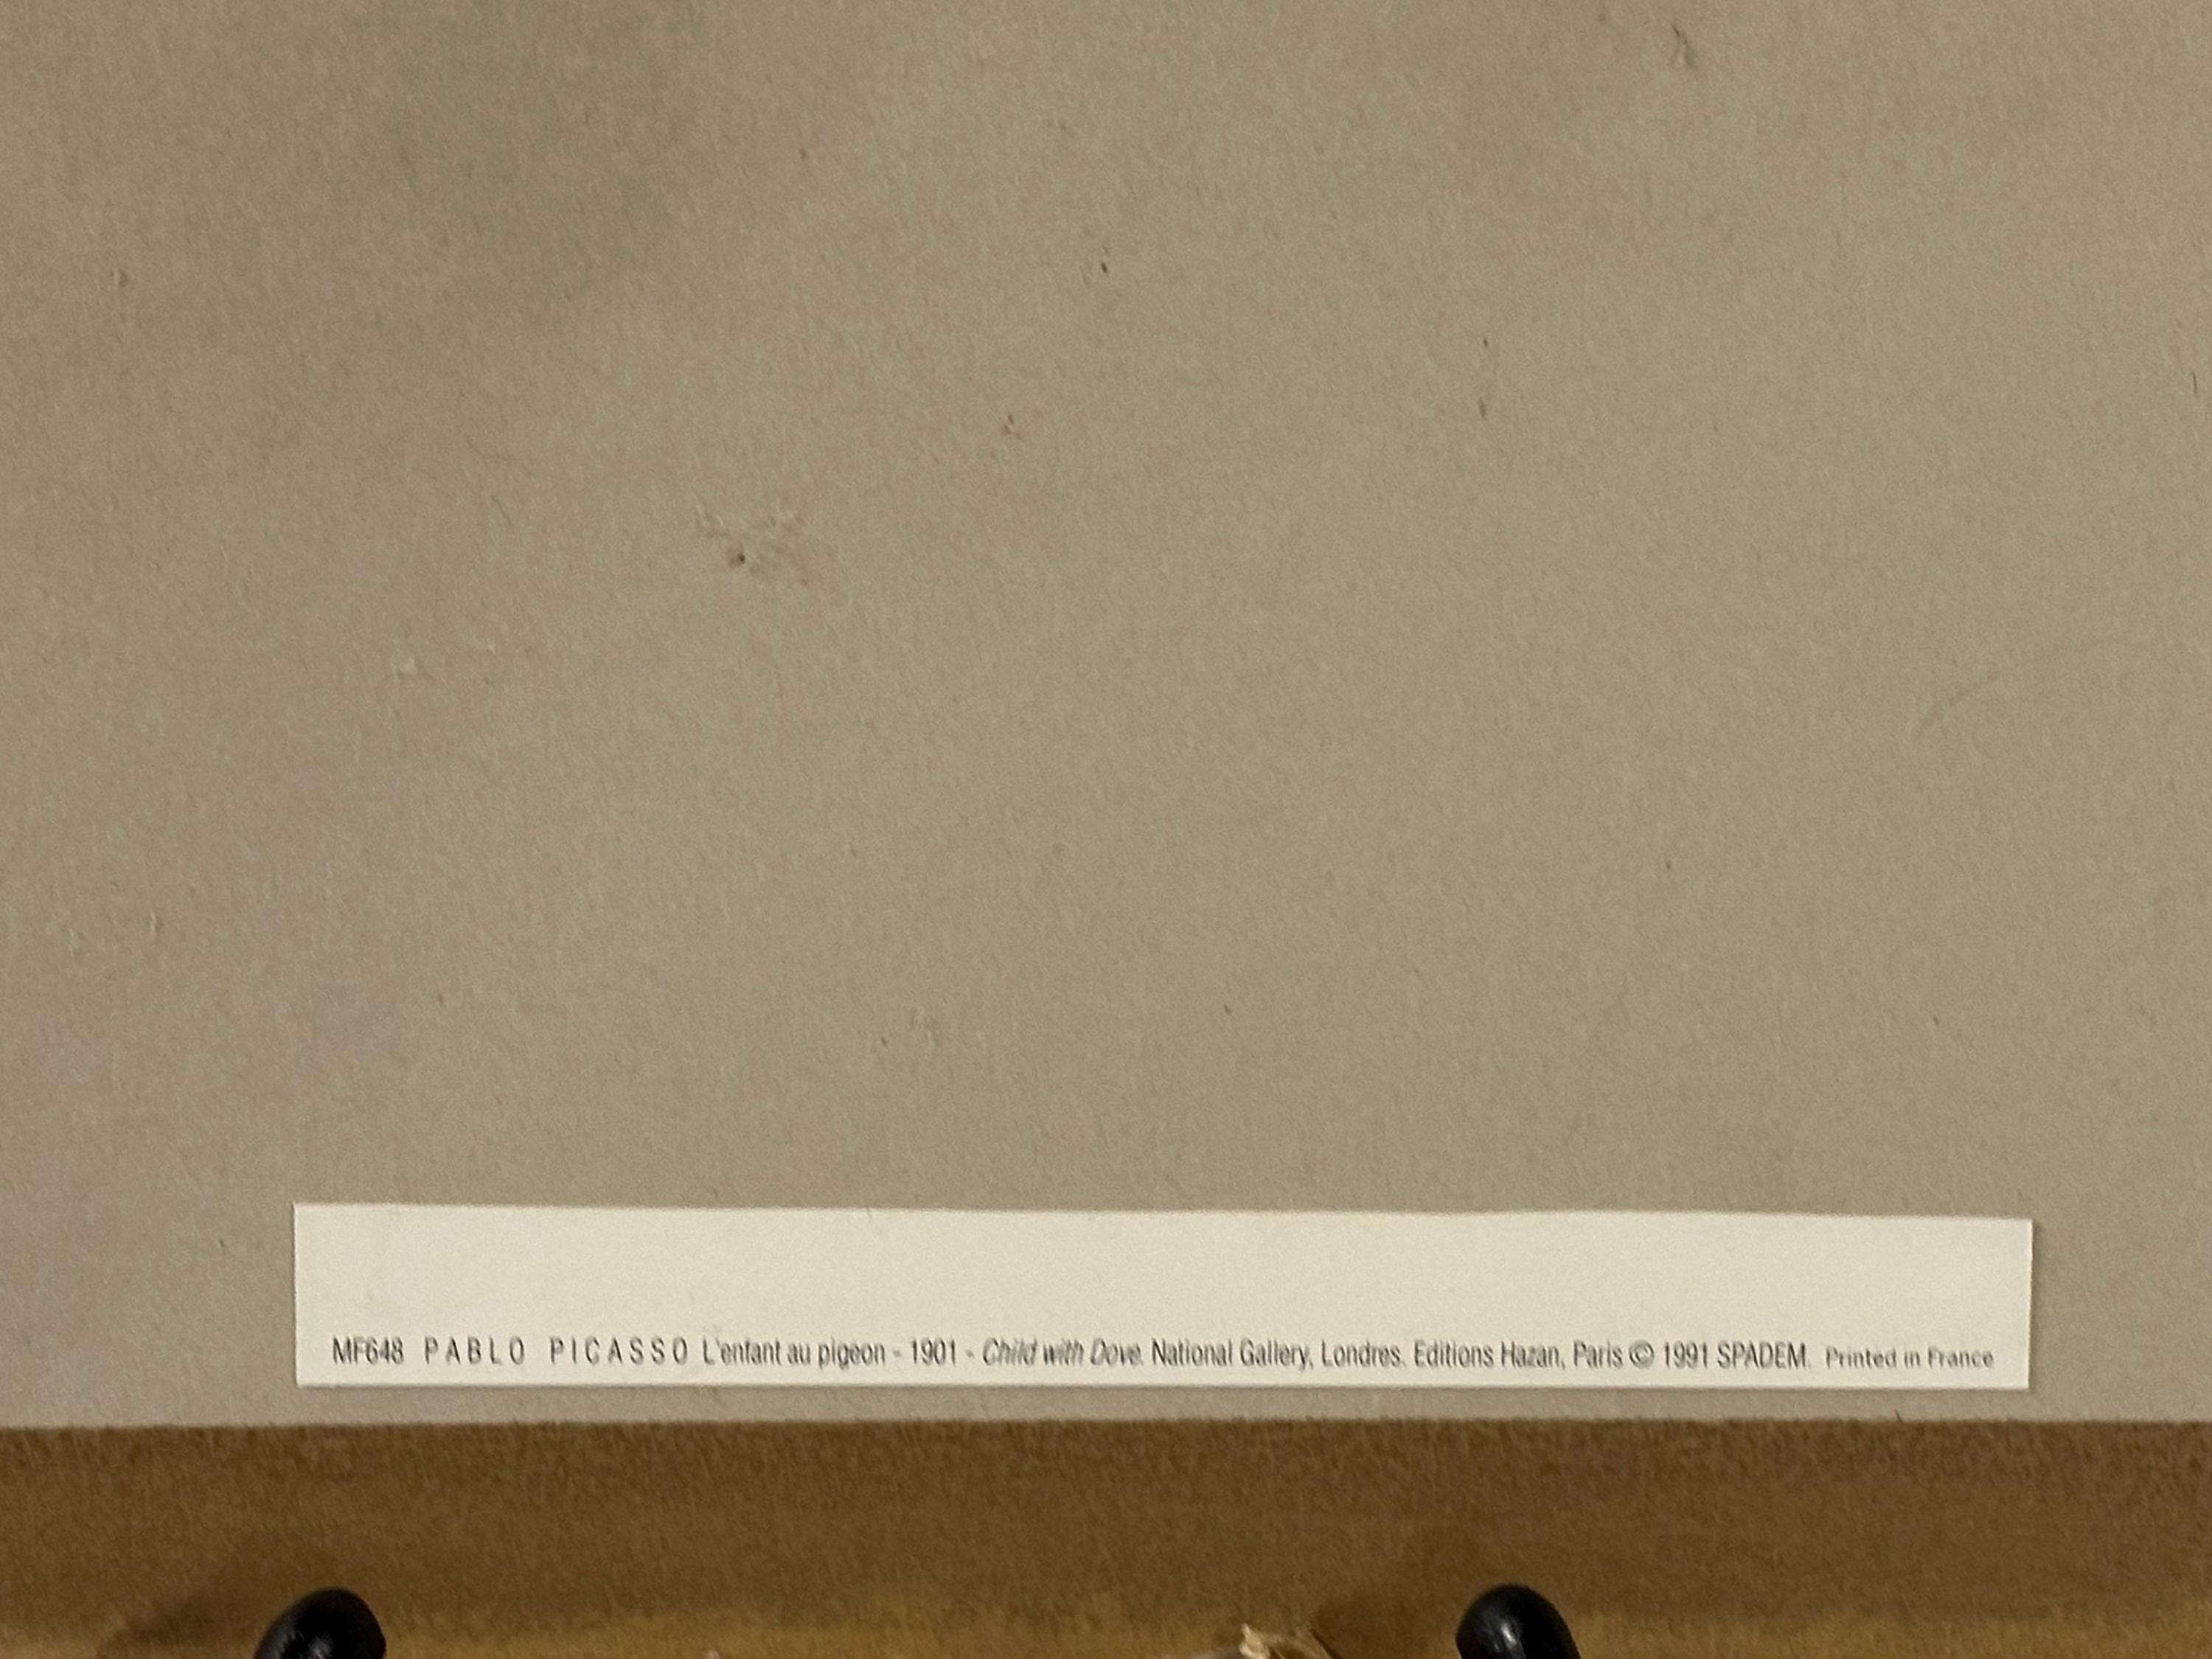 MF648 PABLO PICASSO L'enfant au pigeon - 1901 - Child with Dove. National Gallery, Londres. Editions Hazan, Paris © 1991 SPADEM. Printed in France